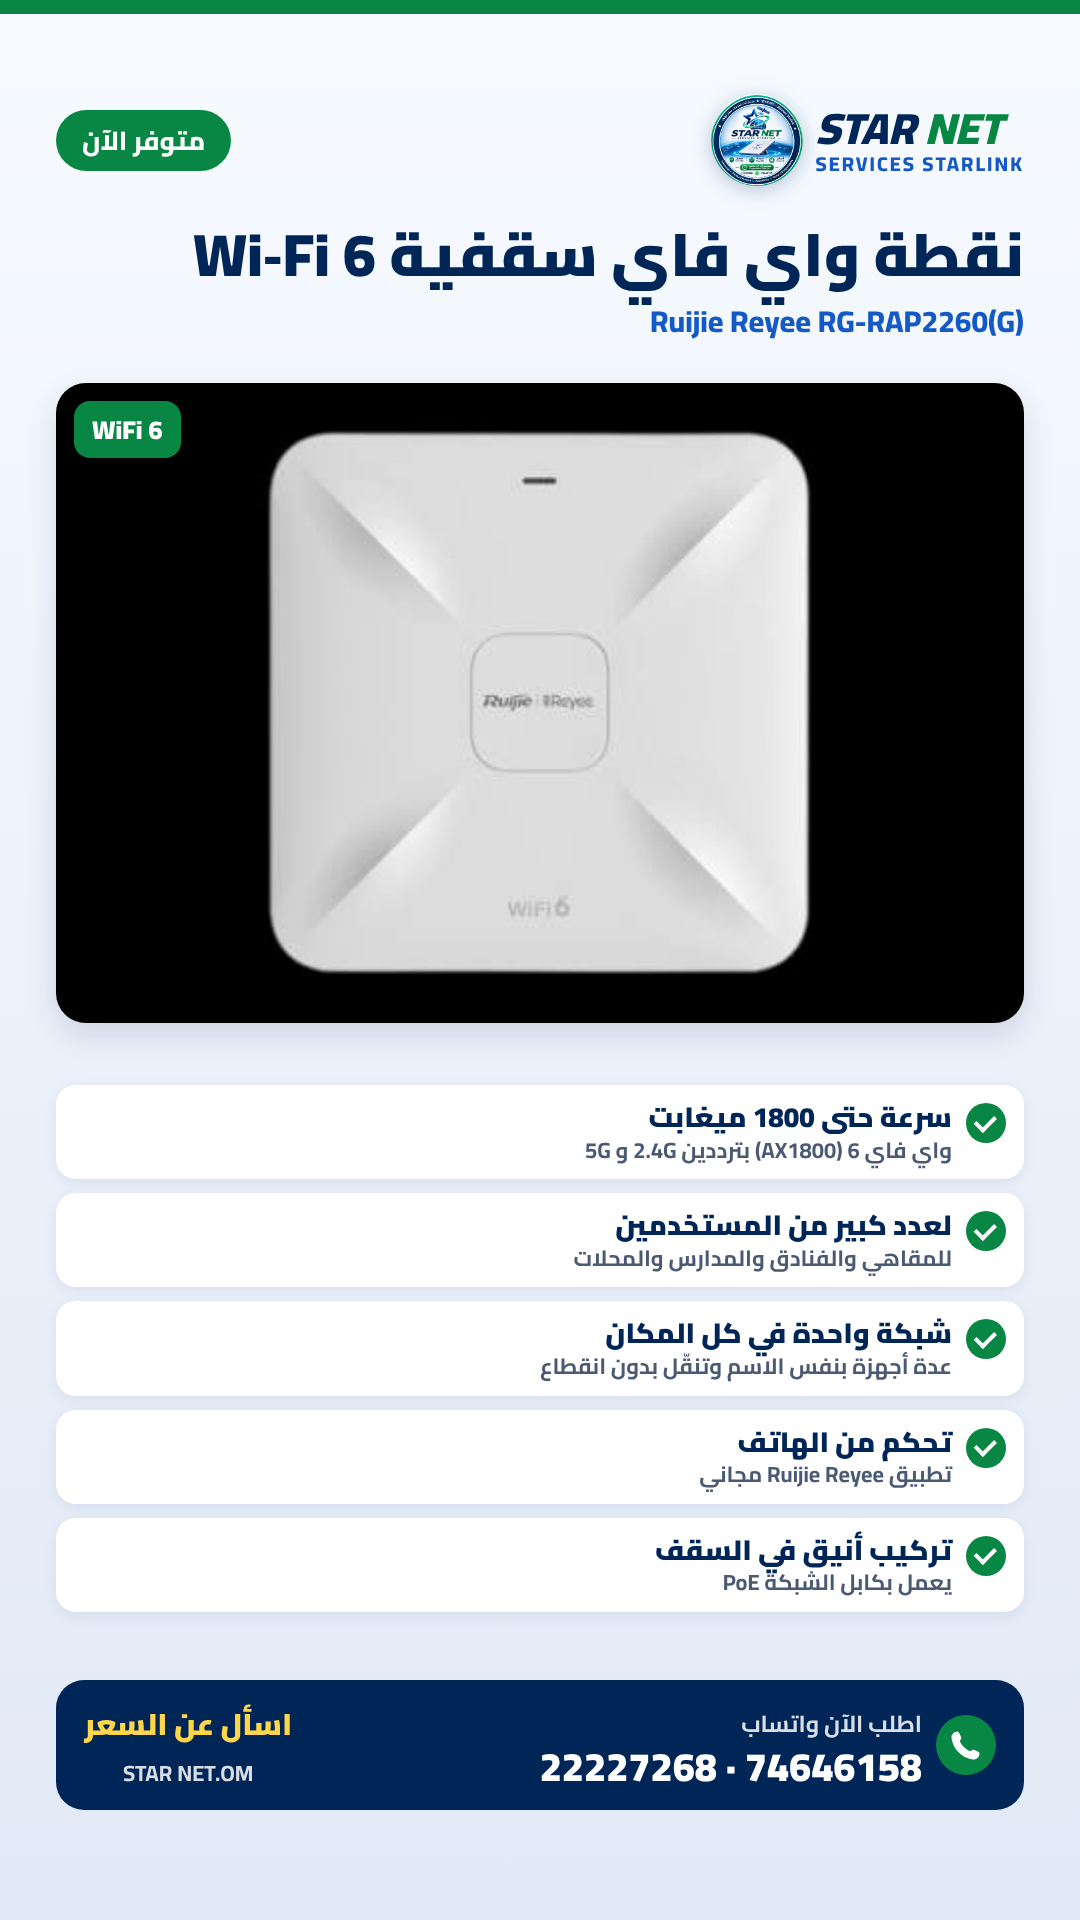 STAR NET
SERVICES STARLINK
STAR NET
متوفر الآن
نقطة واي فاي سقفية Wi-Fi 6
Ruijie Reyee RG-RAP2260(G)
WiFi 6
Ruijie Reyee
WiFi 6
سرعة حتى 1800 ميغابت
واي فاي 6 (AX1800) بترددين 2.4G و 5G
لعدد كبير من المستخدمين
للمقاهي والفنادق والمدارس والمحلات
شبكة واحدة في كل المكان
عدة أجهزة بنفس الاسم وتنقّل بدون انقطاع
تحكم من الهاتف
تطبيق Ruijie Reyee مجاني
تركيب أنيق في السقف
يعمل بكابل الشبكة PoE
اطلب الآن واتساب
22227268 · 74646158
اسأل عن السعر
STAR NET.OM